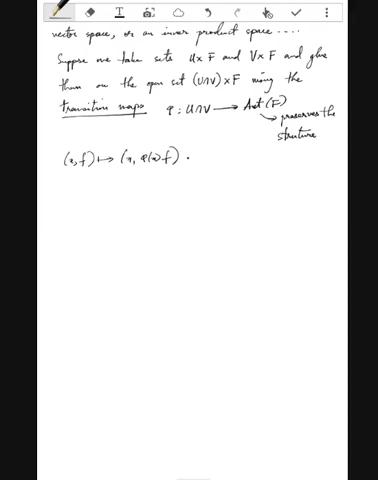 vector space, or an inner product space ....
Suppose we take sets U×F and V×F and glue
them on the open set (U∩V)×F using the
transition maps φ : U∩V → Aut(F)
↳ preserves the
structure
(x,f) ↦ (x, φ(x)f).